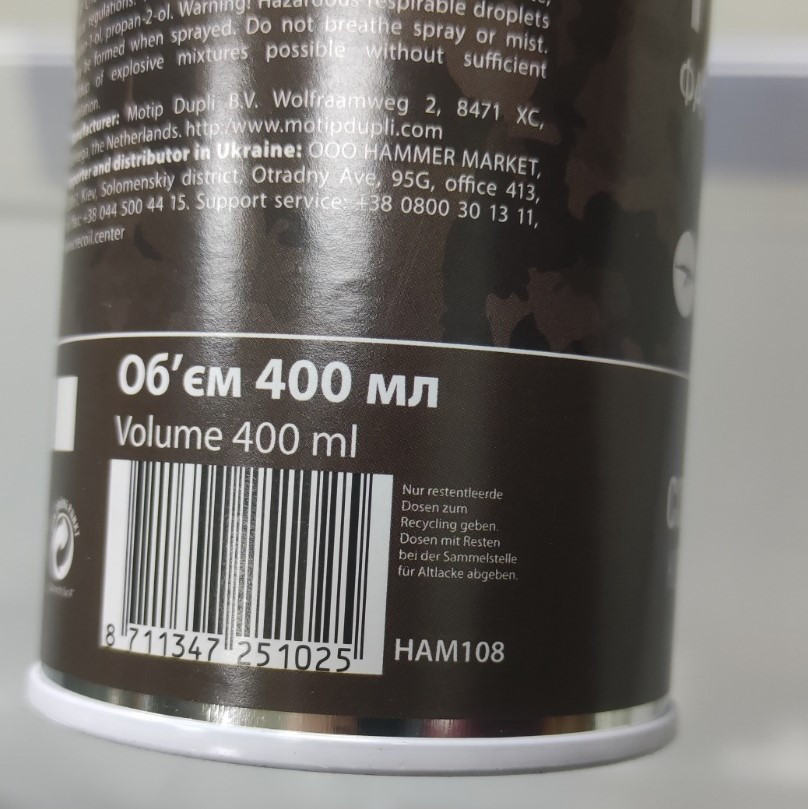 regulations.
propan-2-ol. Warning! Hazardous respirable droplets
be formed when sprayed. Do not breathe spray or mist.
of explosive mixtures possible without sufficient
Motip Dupli B.V. Wolfraamweg 2, 8471 XC,
the Netherlands. http:/www.motipdupli.com
and distributor in Ukraine: OOO HAMMER MARKET,
Kiev, Solomenskiy district, Otradny Ave, 95G, office 413,
+38 044 500 44 15. Support service: +38 0800 30 13 11,
Об’єм 400 мл
Volume 400 ml
Nur restentleerde
Dosen zum
Recycling geben.
Dosen mit Resten
bei der Sammelstelle
für Altlacke abgeben.
8 711347 251025
HAM108